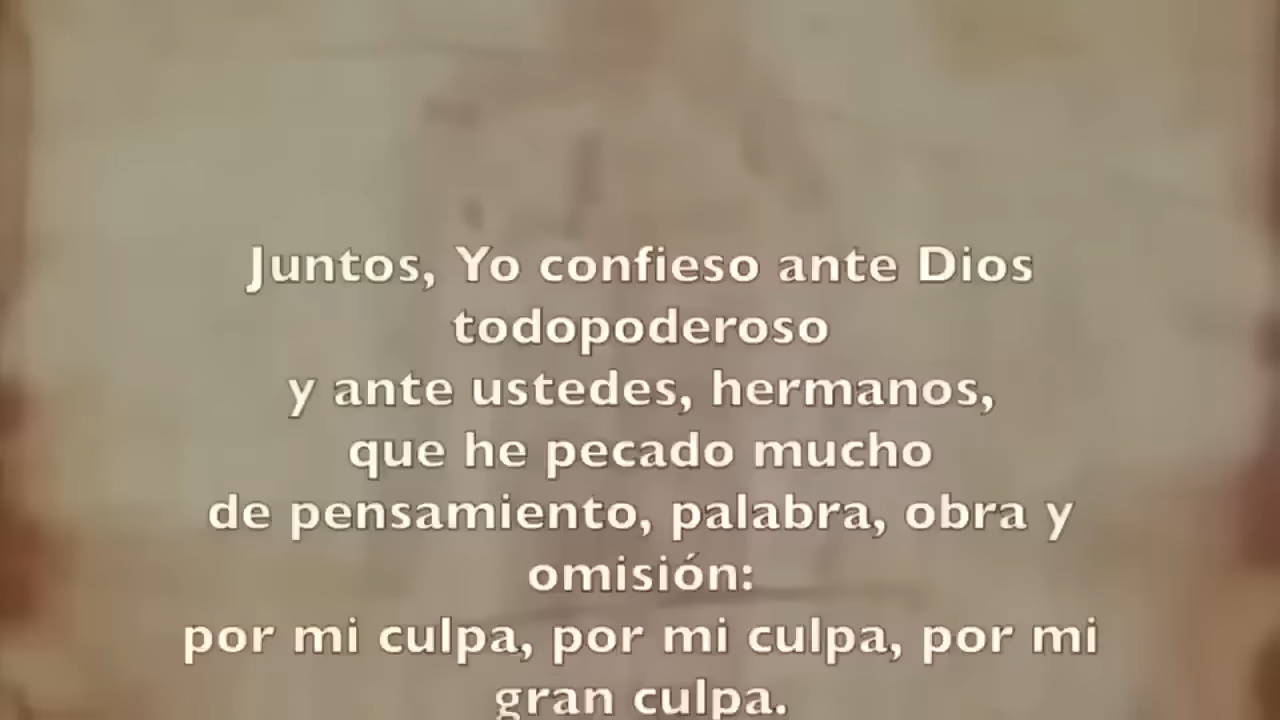 Juntos, Yo confieso ante Dios
todopoderoso
y ante ustedes, hermanos,
que he pecado mucho
de pensamiento, palabra, obra y
omisión:
por mi culpa, por mi culpa, por mi
gran culpa.